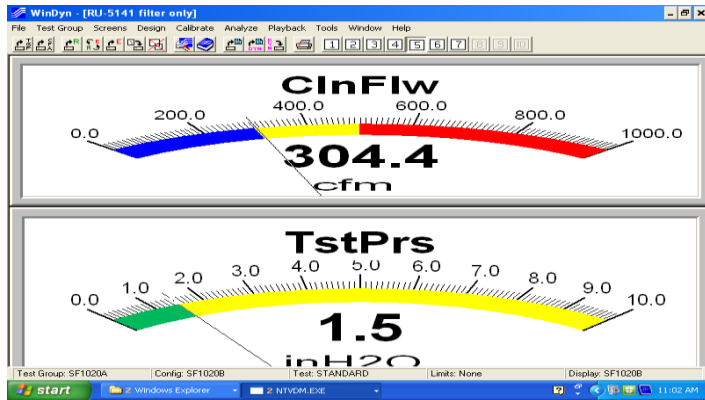 WinDyn - [RU-5141 filter only]
File Test Group Screens Design Calibrate Analyze Playback Tools Window Help
1 2 3 4 5 6 7 8 9 10
ClnFlw
0.0 200.0 400.0 600.0 800.0 1000.0
304.4
cfm
TstPrs
0.0 1.0 2.0 3.0 4.0 5.0 6.0 7.0 8.0 9.0 10.0
1.5
inH2O
Test Group: SF1020A Config: SF1020B Test: STANDARD Limits: None Display: SF1020B
start 2 Windows Explorer 2 NTVDM.EXE 11:02 AM